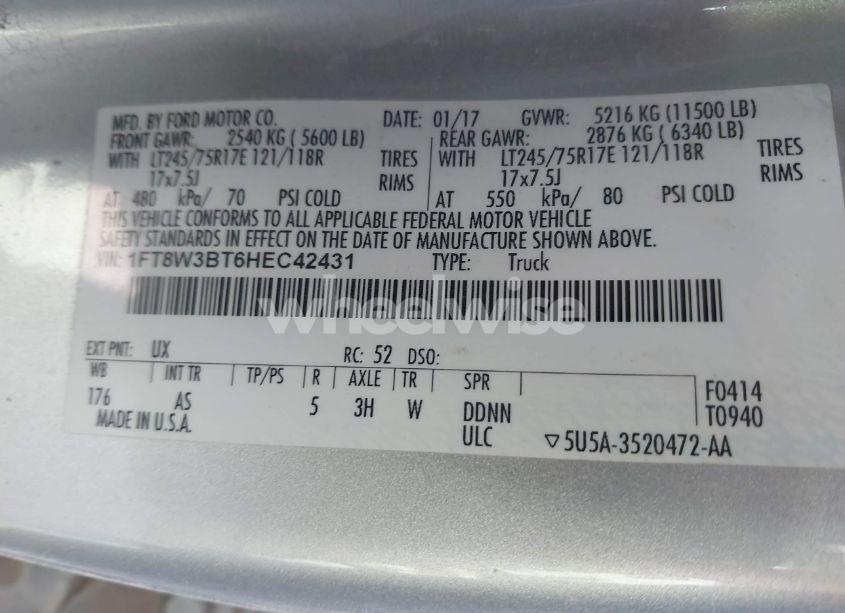 MFD. BY FORD MOTOR CO. DATE: 01/17 GVWR: 5216 KG (11500 LB)
FRONT GAWR: 2540 KG ( 5600 LB) REAR GAWR: 2876 KG ( 6340 LB)
WITH LT245/75R17E 121/118R TIRES WITH LT245/75R17E 121/118R TIRES
17x7.5J RIMS 17x7.5J RIMS
AT 480 kPa/ 70 PSI COLD AT 550 kPa/ 80 PSI COLD
THIS VEHICLE CONFORMS TO ALL APPLICABLE FEDERAL MOTOR VEHICLE
SAFETY STANDARDS IN EFFECT ON THE DATE OF MANUFACTURE SHOWN ABOVE.
VIN: 1FT8W3BT6HEC42431 TYPE: Truck
wheelwise
EXT PNT: UX RC: 52 DSO:
WB INT TR TP/PS R AXLE TR SPR F0414
176 AS 5 3H W DDNN T0940
MADE IN U.S.A. ULC ▽5U5A-3520472-AA